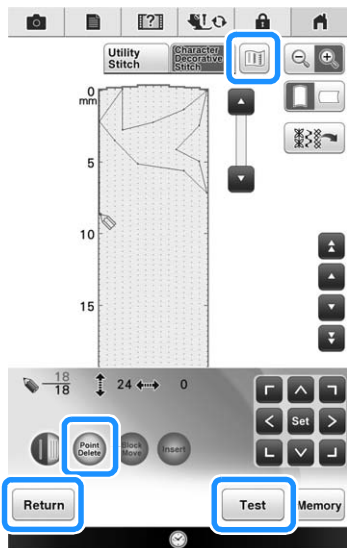 Utility Stitch
Character Decorative Stitch
0
mm
5
10
15
18
18
24
0
Point Delete
Block Move
Insert
Set
Return
Test
Memory